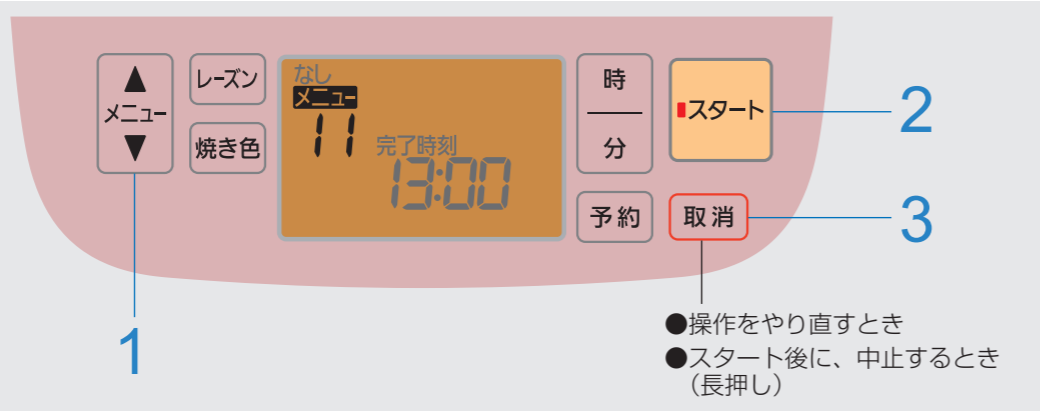 ▲
メニュー
▼
レーズン
焼き色
なし
メニュー
11
完了時刻
13:00
時
分
予約
スタート
取消
1
2
3
●操作をやり直すとき
●スタート後に、中止するとき
（長押し）